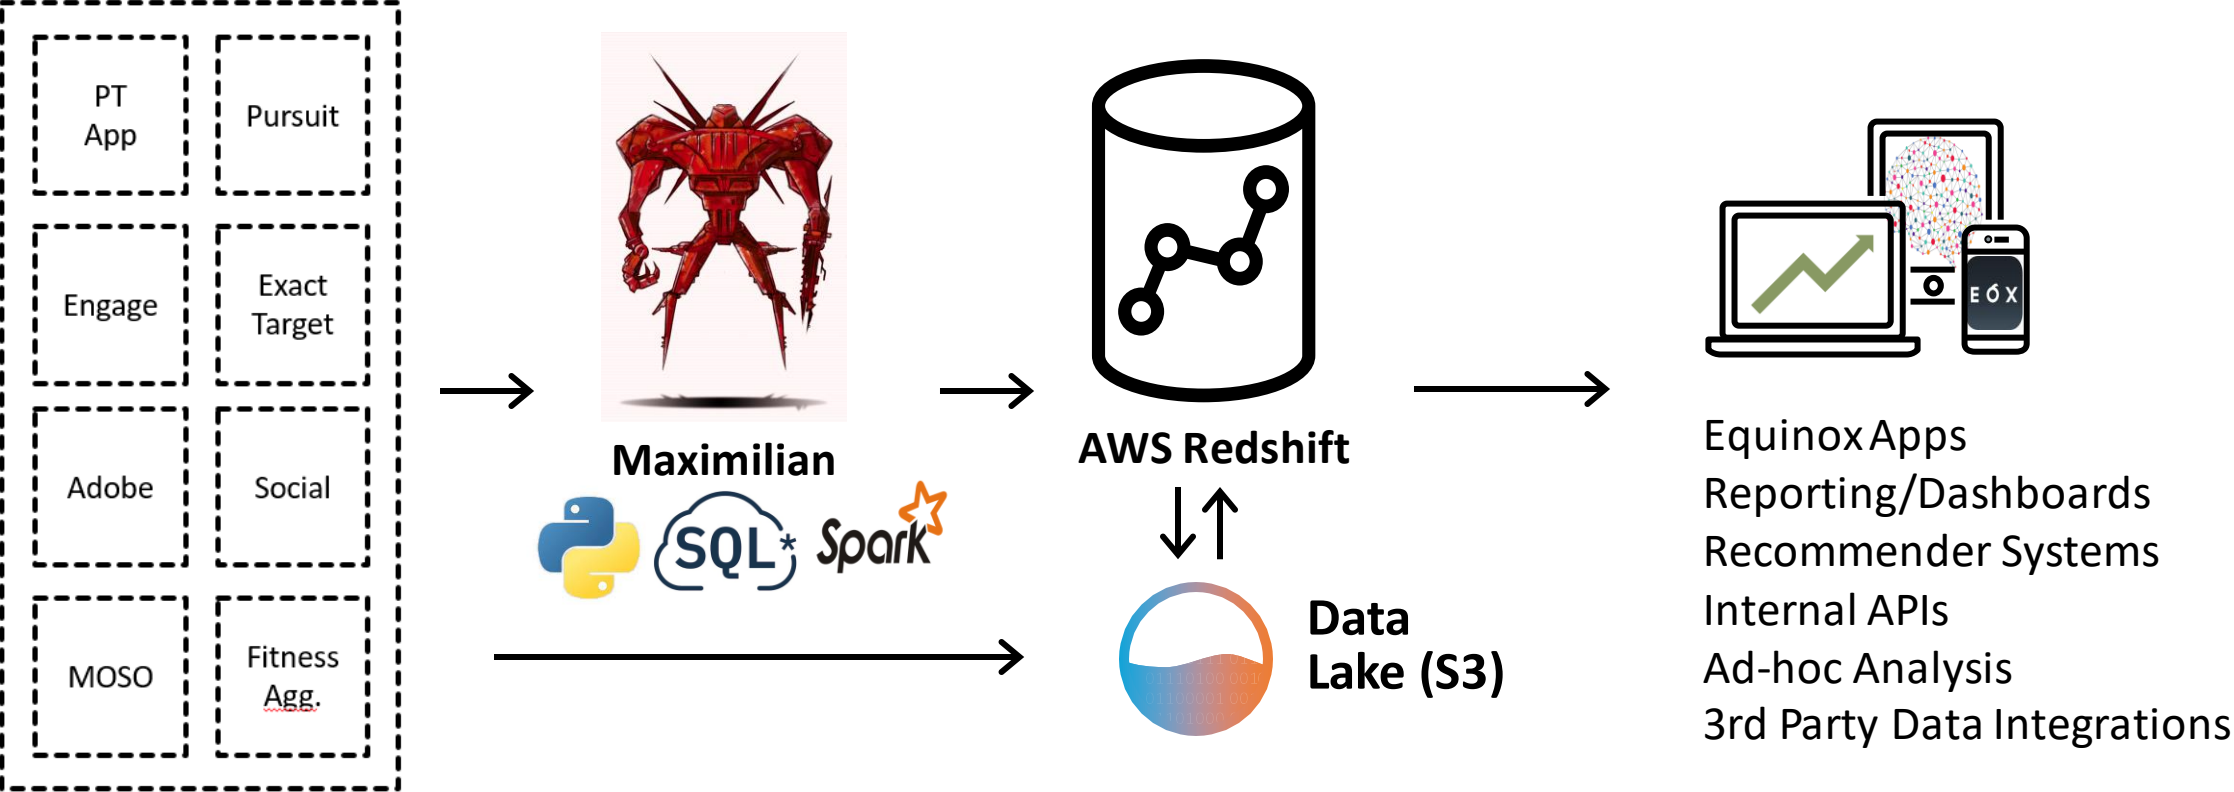 PT
App
Pursuit
Engage
Exact
Target
Adobe
Social
MOSO
Fitness
Agg.
Maximilian
SQL*
Spark
AWS Redshift
Data
Lake (S3)
EOX
Equinox Apps
Reporting/Dashboards
Recommender Systems
Internal APIs
Ad-hoc Analysis
3rd Party Data Integrations